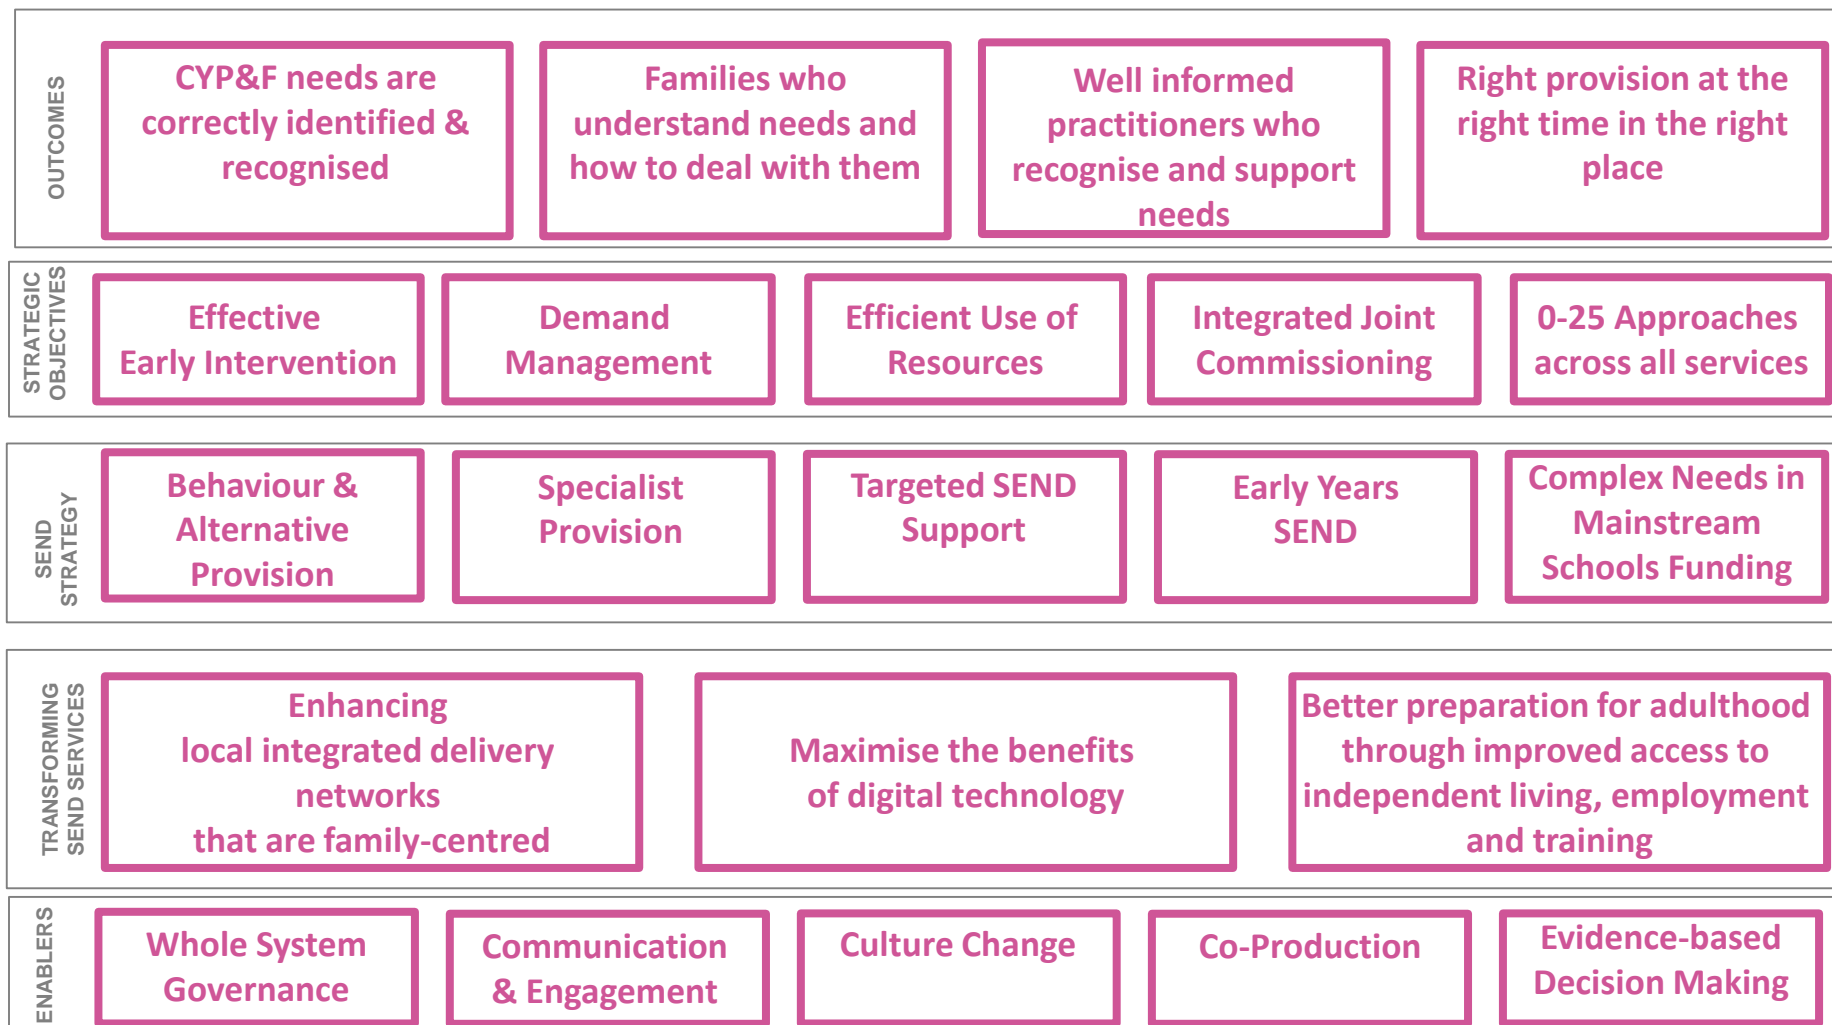 OUTCOMES
CYP&F needs are
correctly identified &
recognised
Families who
understand needs and
how to deal with them
Well informed
practitioners who
recognise and support
needs
Right provision at the
right time in the right
place
STRATEGIC
OBJECTIVES
Effective
Early Intervention
Demand
Management
Efficient Use of
Resources
Integrated Joint
Commissioning
0-25 Approaches
across all services
SEND
STRATEGY
Behaviour &
Alternative
Provision
Specialist
Provision
Targeted SEND
Support
Early Years
SEND
Complex Needs in
Mainstream
Schools Funding
TRANSFORMING
SEND SERVICES
Enhancing
local integrated delivery
networks
that are family-centred
Maximise the benefits
of digital technology
Better preparation for adulthood
through improved access to
independent living, employment
and training
ENABLERS
Whole System
Governance
Communication
& Engagement
Culture Change
Co-Production
Evidence-based
Decision Making